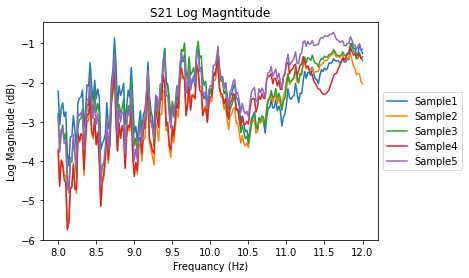 S21 Log Magntitude
Log Magnitude (dB)
−1
−2
−3
−4
−5
−6
8.0 8.5 9.0 9.5 10.0 10.5 11.0 11.5 12.0
Frequancy (Hz)
Sample1
Sample2
Sample3
Sample4
Sample5